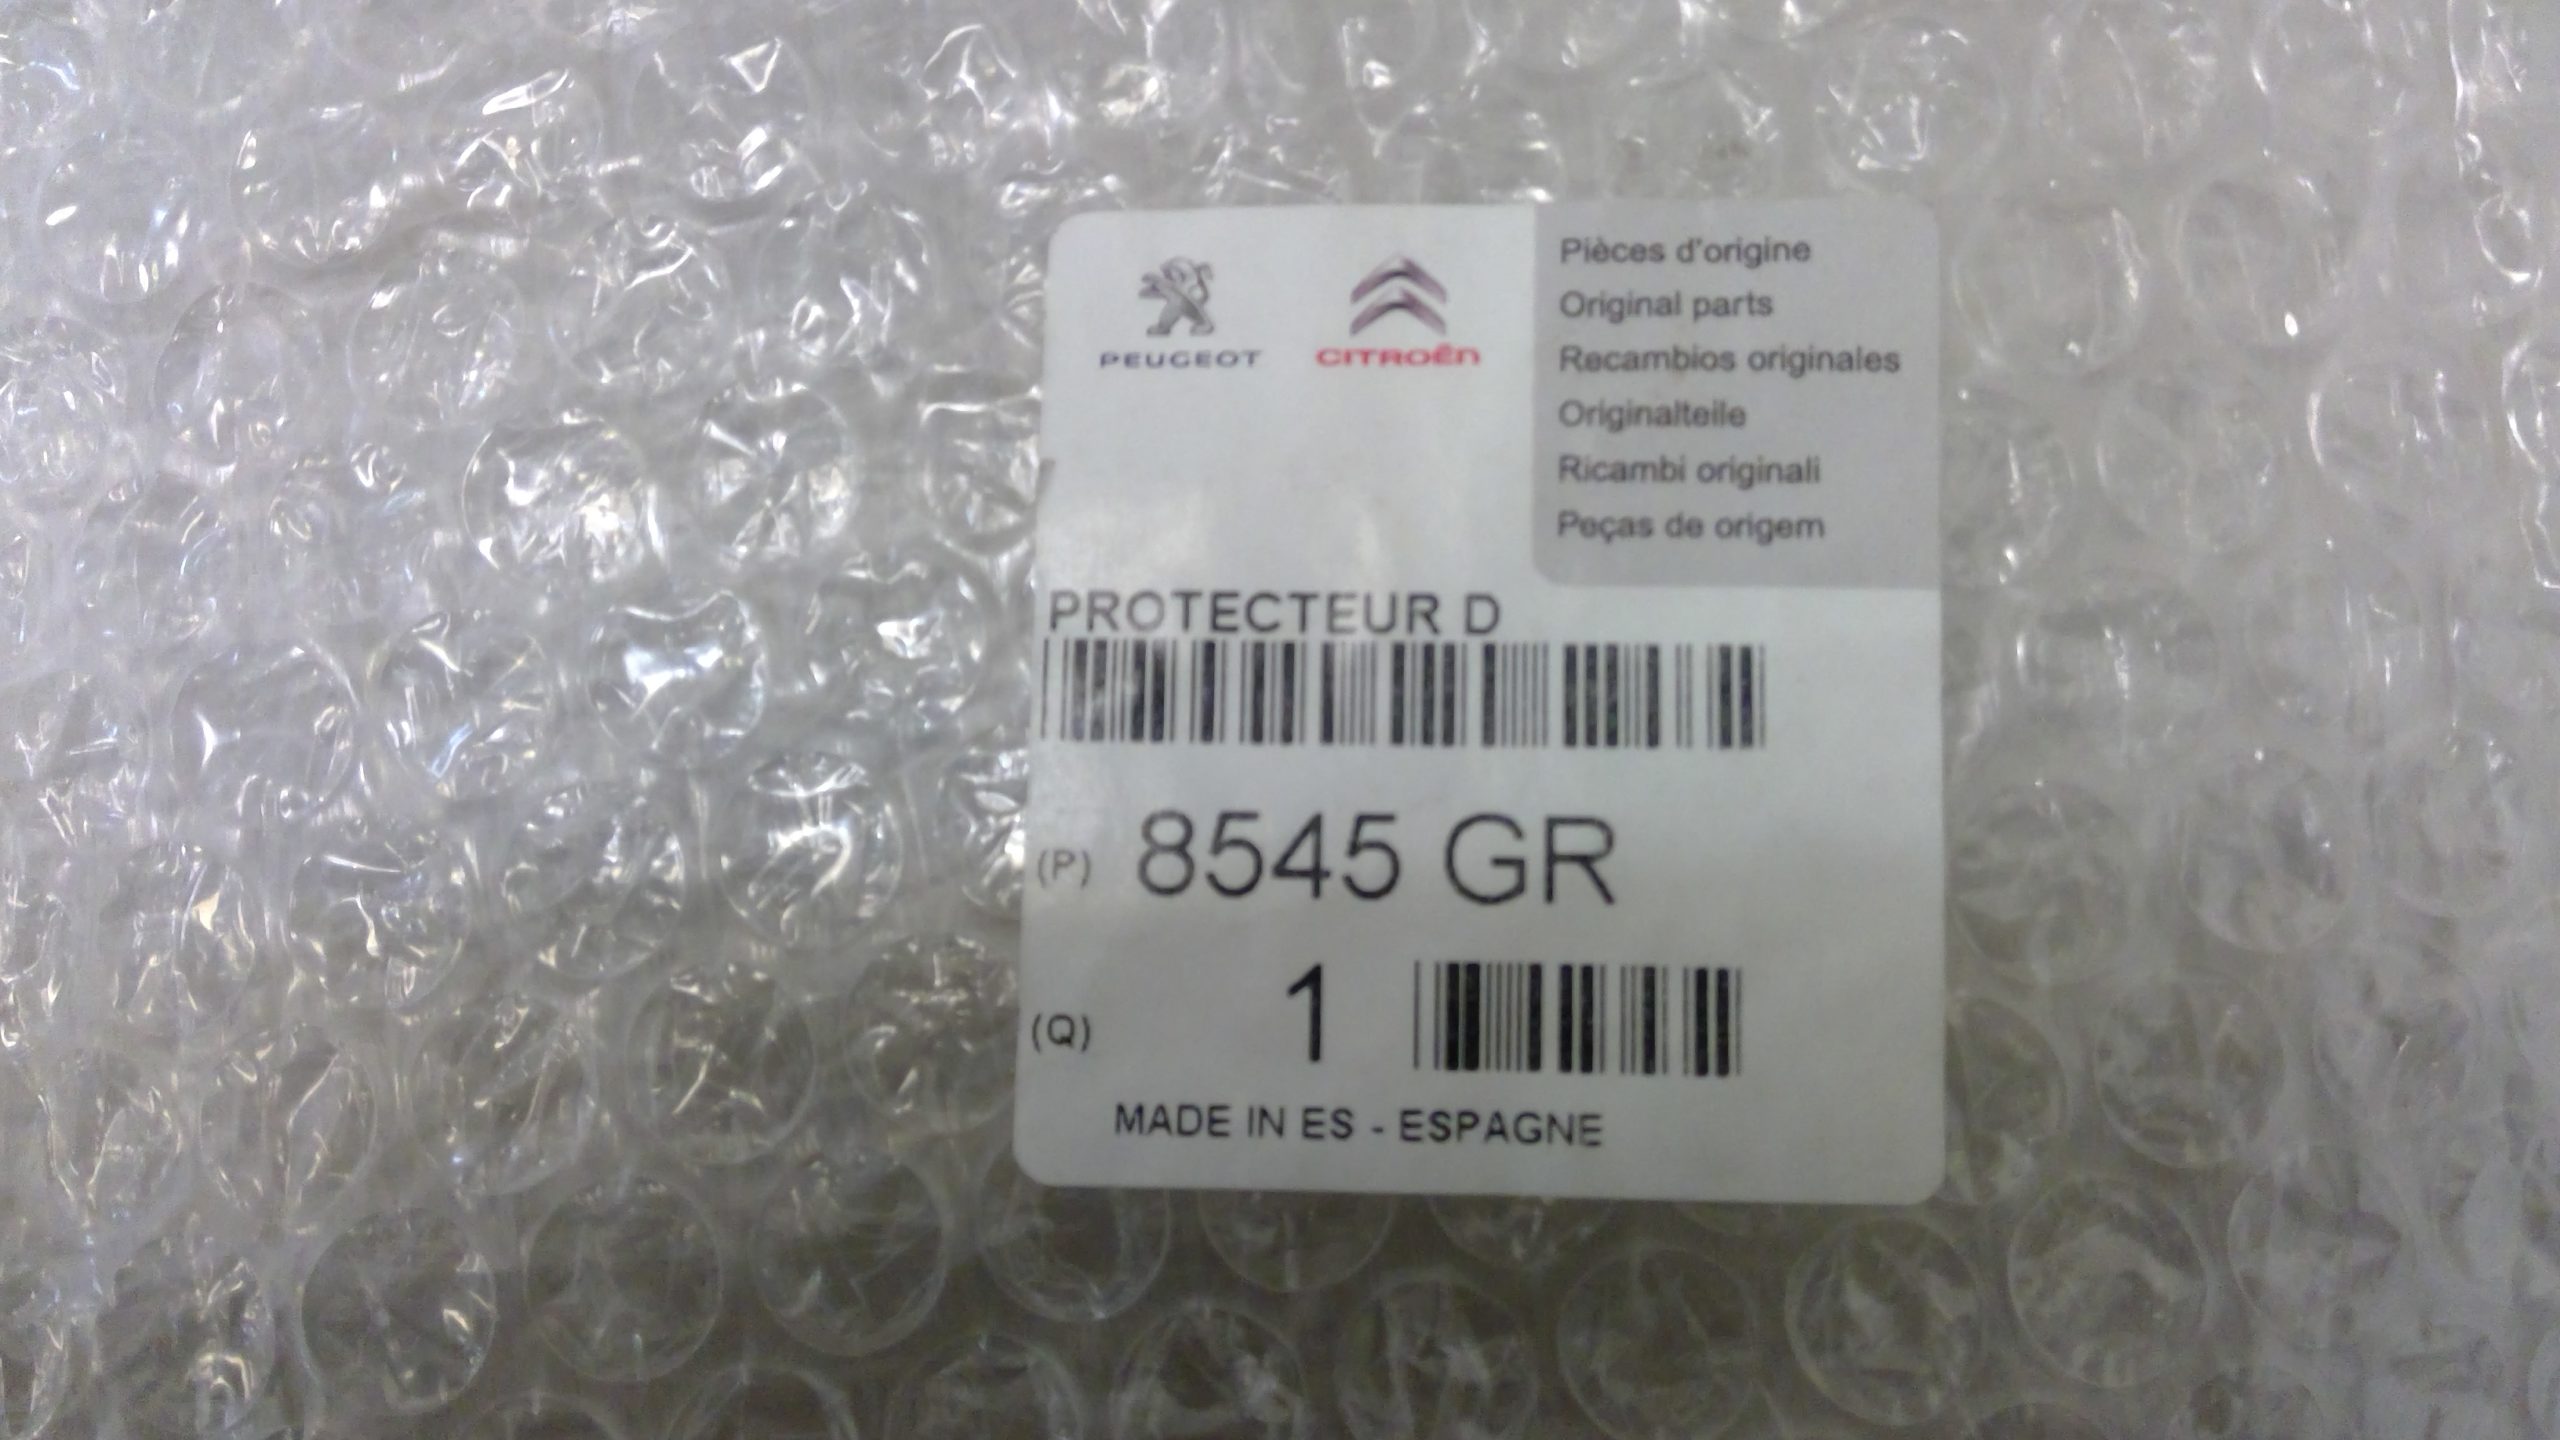 PEUGEOT CITROËN
Pièces d'origine
Original parts
Recambios originales
Originalteile
Ricambi originali
Peças de origem
PROTECTEUR D
(P) 8545 GR
(Q) 1
MADE IN ES - ESPAGNE